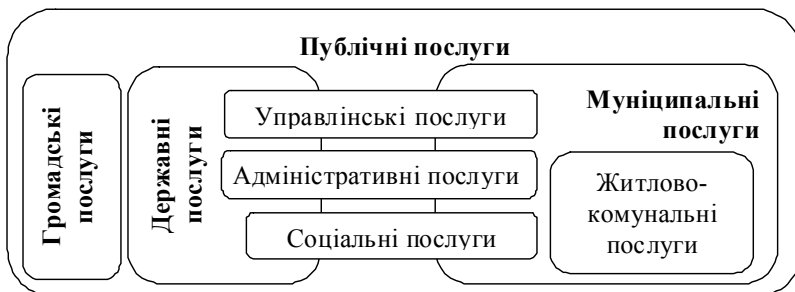 Публічні послуги
Громадські
послуги
Державні
послуги
Управлінські послуги
Адміністративні послуги
Соціальні послуги
Муніципальні
послуги
Житлово-
комунальні
послуги